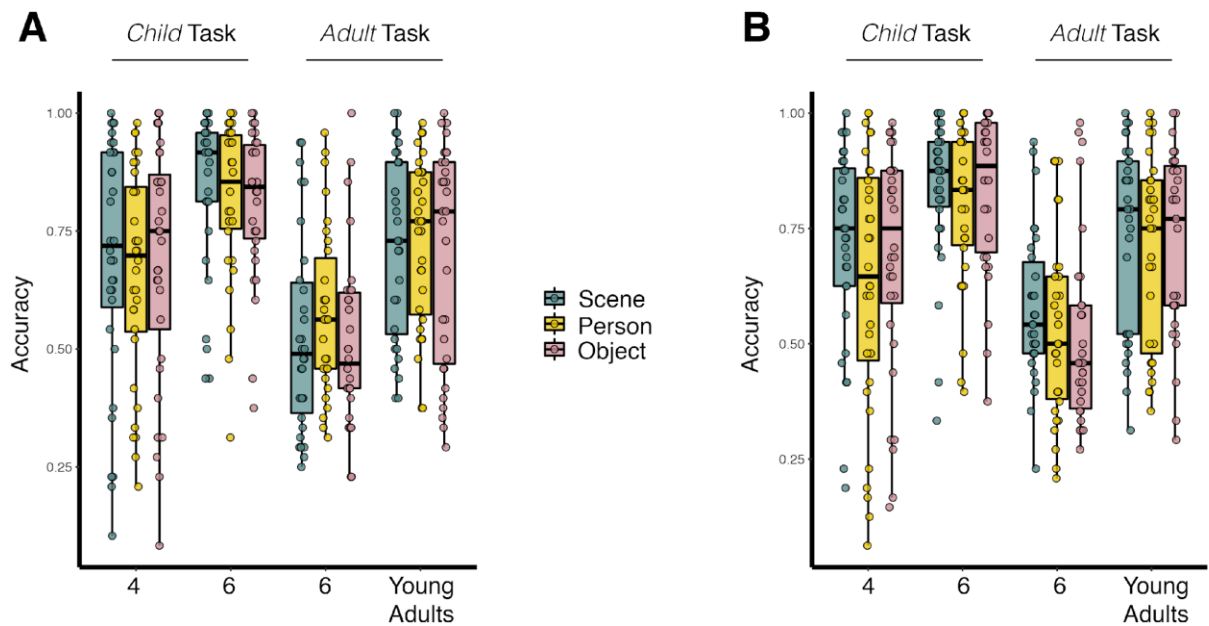 A
Child Task
Adult Task
1.00
0.75
0.50
0.25
Accuracy
4
6
6
Young
Adults
Scene
Person
Object
B
Child Task
Adult Task
1.00
0.75
0.50
0.25
Accuracy
4
6
6
Young
Adults